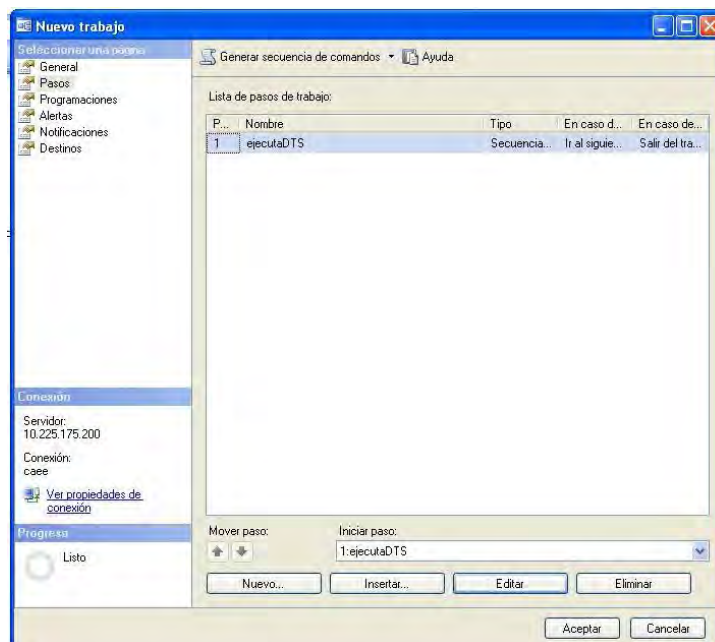 Nuevo trabajo
Seleccionar una página
General
Pasos
Programaciones
Alertas
Notificaciones
Destinos
Generar secuencia de comandos Ayuda
Lista de pasos de trabajo:
P... Nombre Tipo En caso d... En caso de...
1 ejecutaDTS Secuencia... Ir al siguie... Salir del tra...
Conexión
Servidor:
10.225.175.200
Conexión:
caee
Ver propiedades de
conexión
Progreso
Listo
Mover paso: Iniciar paso:
1:ejecutaDTS
Nuevo... Insertar... Editar Eliminar
Aceptar Cancelar